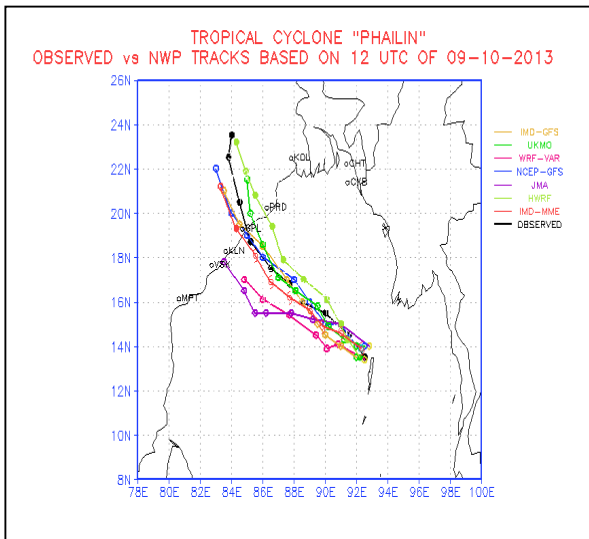 TROPICAL CYCLONE "PHAILIN"
OBSERVED vs NWP TRACKS BASED ON 12 UTC OF 09-10-2013
26N
24N
22N
20N
18N
16N
14N
12N
10N
8N
78E 80E 82E 84E 86E 88E 90E 92E 94E 96E 98E 100E
KOL
CHT
CXB
PRD
GPL
KLN
VSK
MPT
IMD-GFS
UKMO
WRF-VAR
NCEP-GFS
JMA
HWRF
IMD-MME
OBSERVED